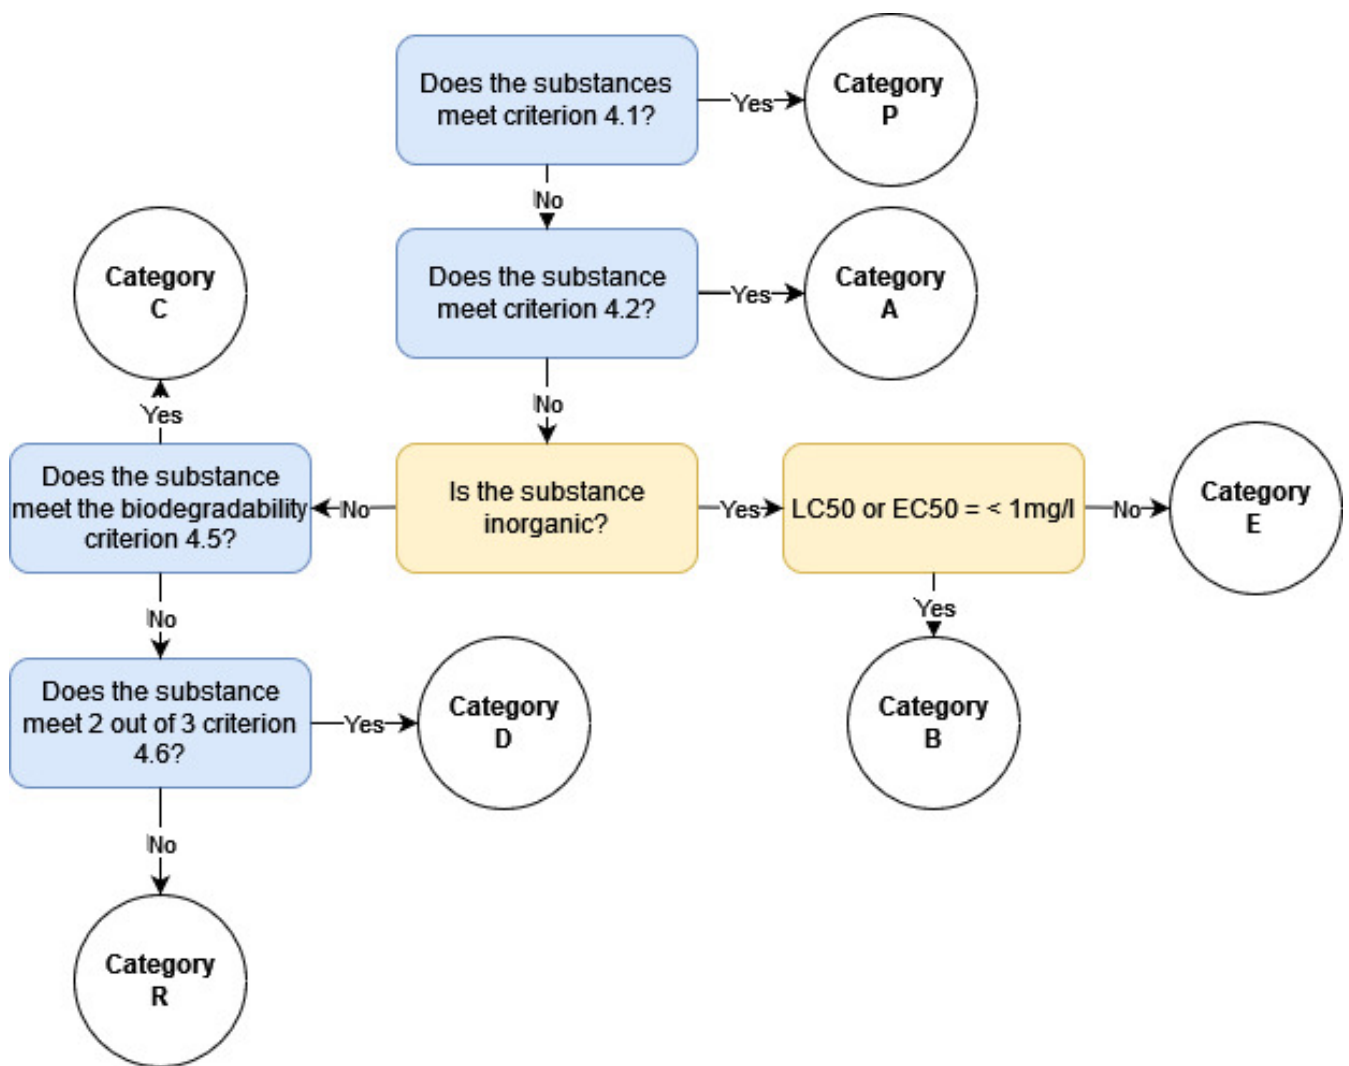 Does the substances
meet criterion 4.1?
Yes
Category
P
No
Does the substance
meet criterion 4.2?
Yes
Category
A
Category
C
No
Yes
Does the substance
meet the biodegradability
criterion 4.5?
No
Is the substance
inorganic?
Yes
LC50 or EC50 = < 1mg/l
No
Category
E
No
Yes
Does the substance
meet 2 out of 3 criterion
4.6?
Yes
Category
D
Category
B
No
Category
R